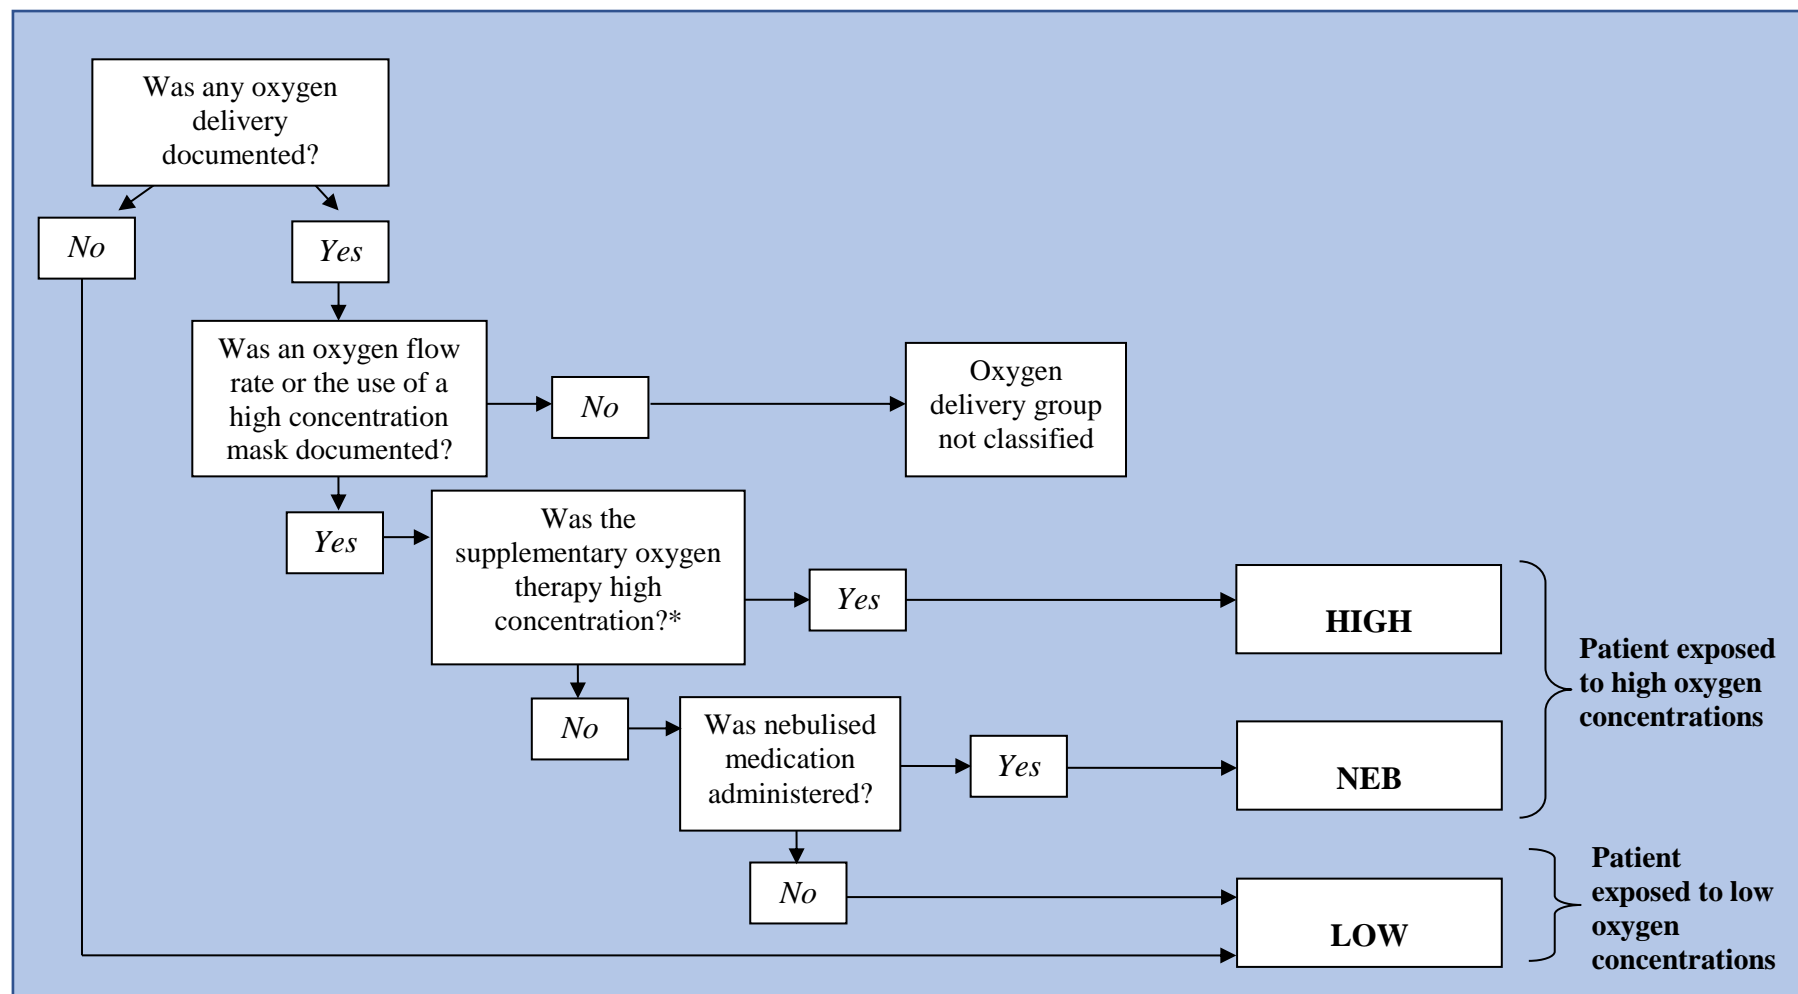 Was any oxygen
delivery
documented?
No
Yes
Was an oxygen flow
rate or the use of a
high concentration
mask documented?
No
Oxygen
delivery group
not classified
Yes
Was the
supplementary oxygen
therapy high
concentration?*
Yes
HIGH
Patient exposed
to high oxygen
concentrations
No
Was nebulised
medication
administered?
Yes
NEB
No
LOW
Patient
exposed to low
oxygen
concentrations